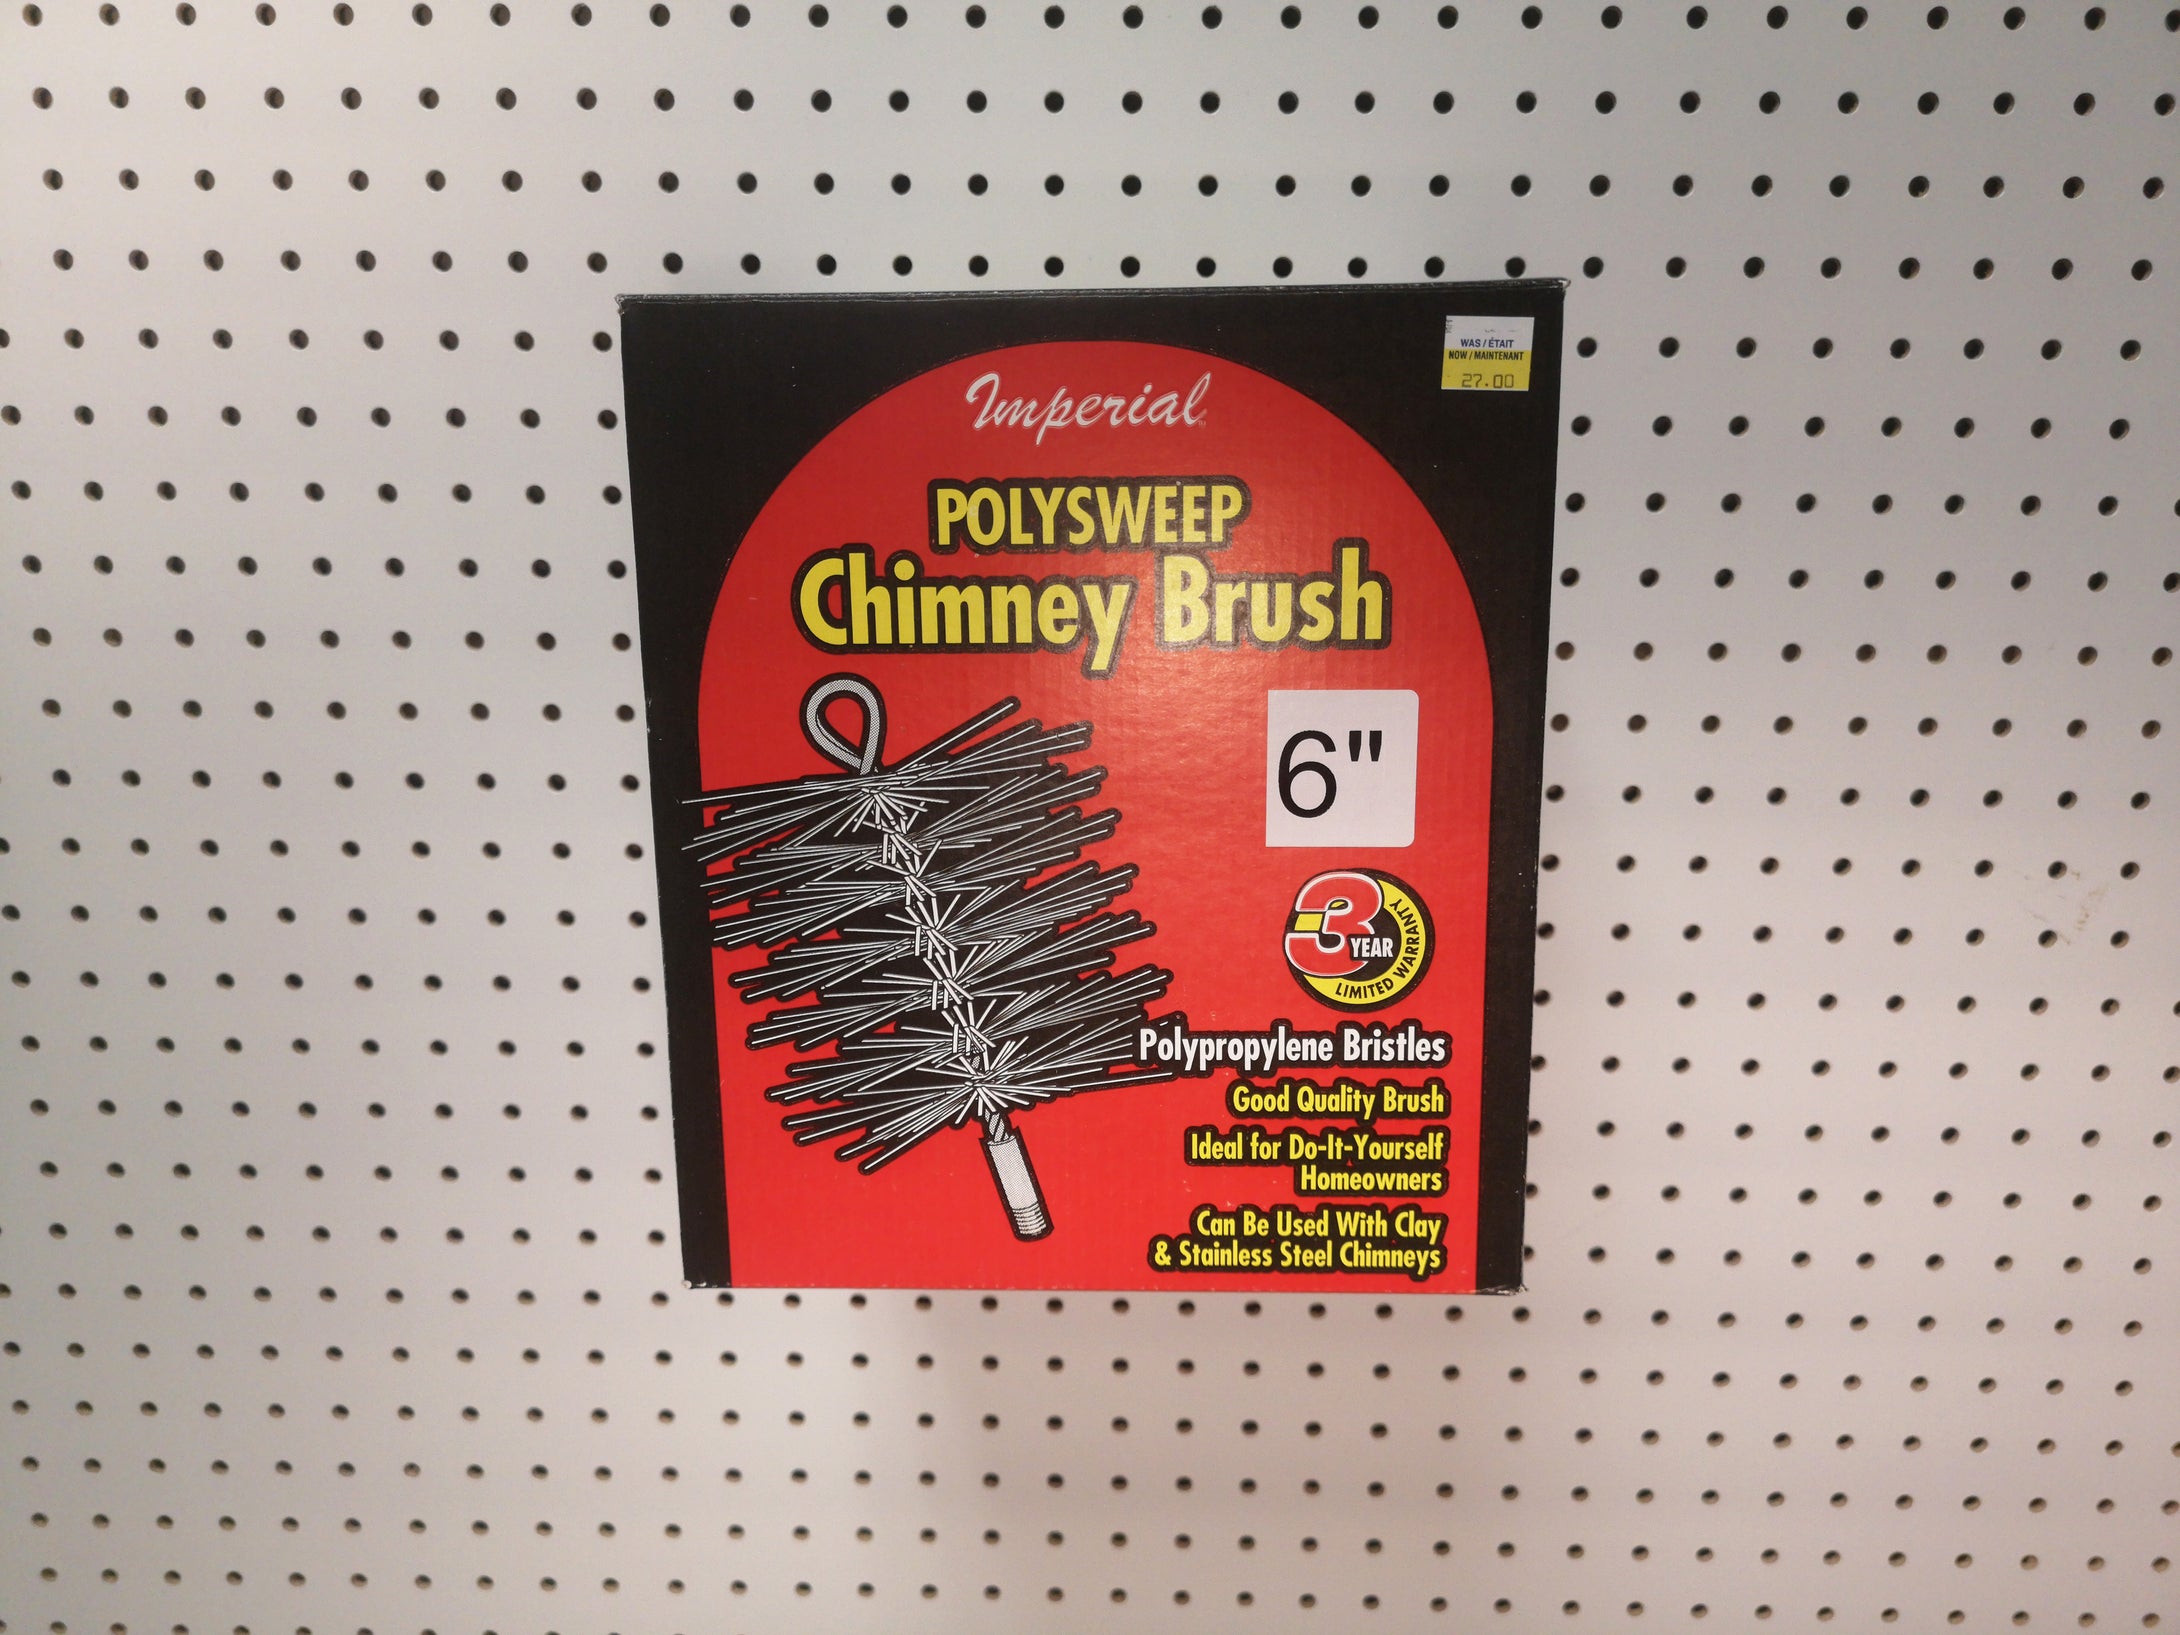 WAS / ÉTAIT
NOW / MAINTENANT
27.00
Imperial
POLYSWEEP
Chimney Brush
6"
3 YEAR
LIMITED WARRANTY
Polypropylene Bristles
Good Quality Brush
Ideal for Do-It-Yourself
Homeowners
Can Be Used With Clay
& Stainless Steel Chimneys